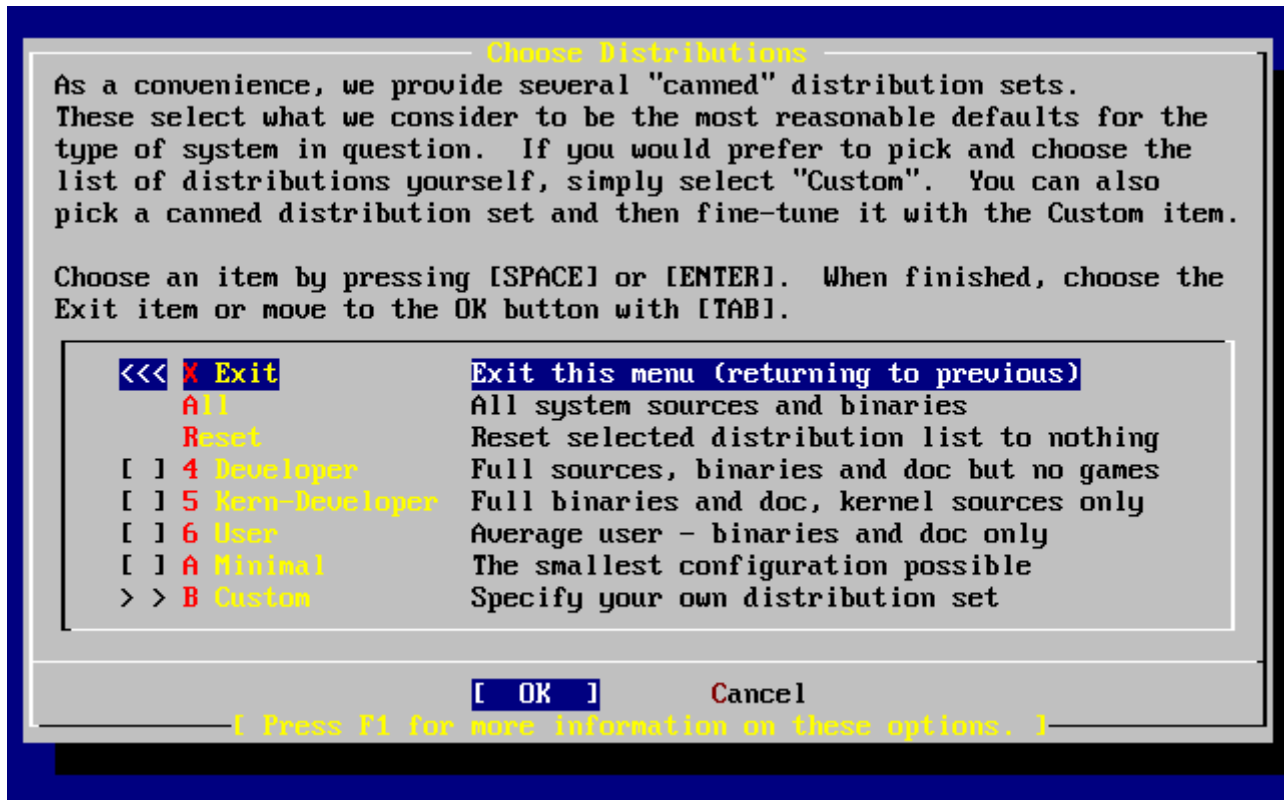 Choose Distributions
As a convenience, we provide several "canned" distribution sets.
These select what we consider to be the most reasonable defaults for the
type of system in question.  If you would prefer to pick and choose the
list of distributions yourself, simply select "Custom".  You can also
pick a canned distribution set and then fine-tune it with the Custom item.
Choose an item by pressing [SPACE] or [ENTER].  When finished, choose the
Exit item or move to the OK button with [TAB].
<<< X Exit Exit this menu (returning to previous)
All All system sources and binaries
Reset Reset selected distribution list to nothing
[ ] 4 Developer Full sources, binaries and doc but no games
[ ] 5 Kern-Developer Full binaries and doc, kernel sources only
[ ] 6 User Average user - binaries and doc only
[ ] A Minimal The smallest configuration possible
> > B Custom Specify your own distribution set
[ OK ] Cancel
[ Press F1 for more information on these options. ]